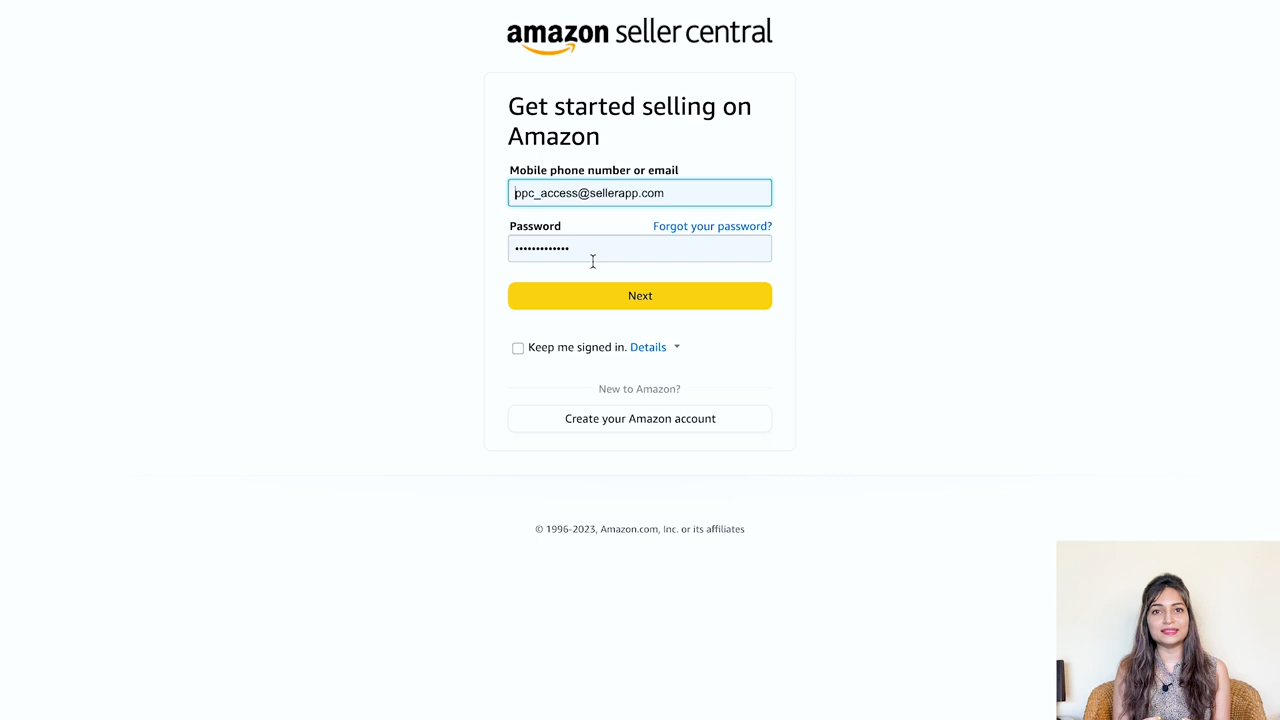 amazon seller central
Get started selling on
Amazon
Mobile phone number or email
ppc_access@sellerapp.com
Password
Forgot your password?
•••••••••••••
Next
Keep me signed in. Details
New to Amazon?
Create your Amazon account
© 1996-2023, Amazon.com, Inc. or its affiliates